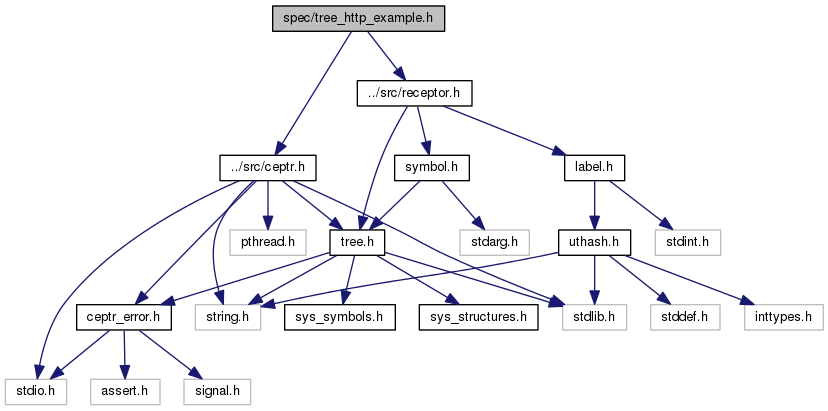 spec/tree_http_example.h
../src/receptor.h
../src/ceptr.h
symbol.h
label.h
pthread.h
tree.h
stdarg.h
uthash.h
stdint.h
ceptr_error.h
string.h
sys_symbols.h
sys_structures.h
stdlib.h
stddef.h
inttypes.h
stdio.h
assert.h
signal.h